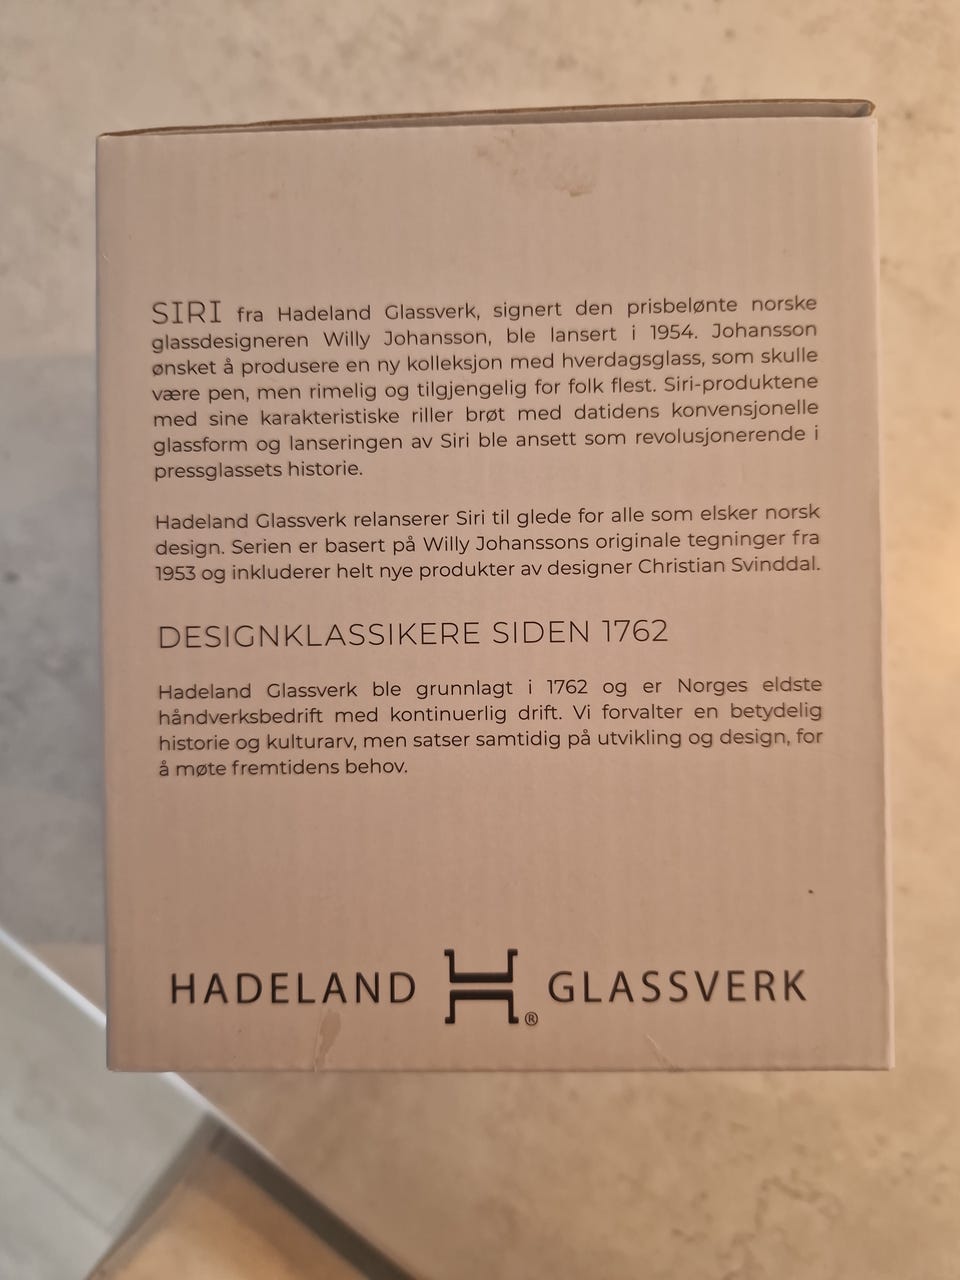 SIRI fra Hadeland Glassverk, signert den prisbelønte norske
glassdesigneren Willy Johansson, ble lansert i 1954. Johansson
ønsket å produsere en ny kolleksjon med hverdagsglass, som skulle
være pen, men rimelig og tilgjengelig for folk flest. Siri-produktene
med sine karakteristiske riller brøt med datidens konvensjonelle
glassform og lanseringen av Siri ble ansett som revolusjonerende i
pressglassets historie.
Hadeland Glassverk relanserer Siri til glede for alle som elsker norsk
design. Serien er basert på Willy Johanssons originale tegninger fra
1953 og inkluderer helt nye produkter av designer Christian Svinddal.
DESIGNKLASSIKERE SIDEN 1762
Hadeland Glassverk ble grunnlagt i 1762 og er Norges eldste
håndverksbedrift med kontinuerlig drift. Vi forvalter en betydelig
historie og kulturarv, men satser samtidig på utvikling og design, for
å møte fremtidens behov.
HADELAND H® GLASSVERK